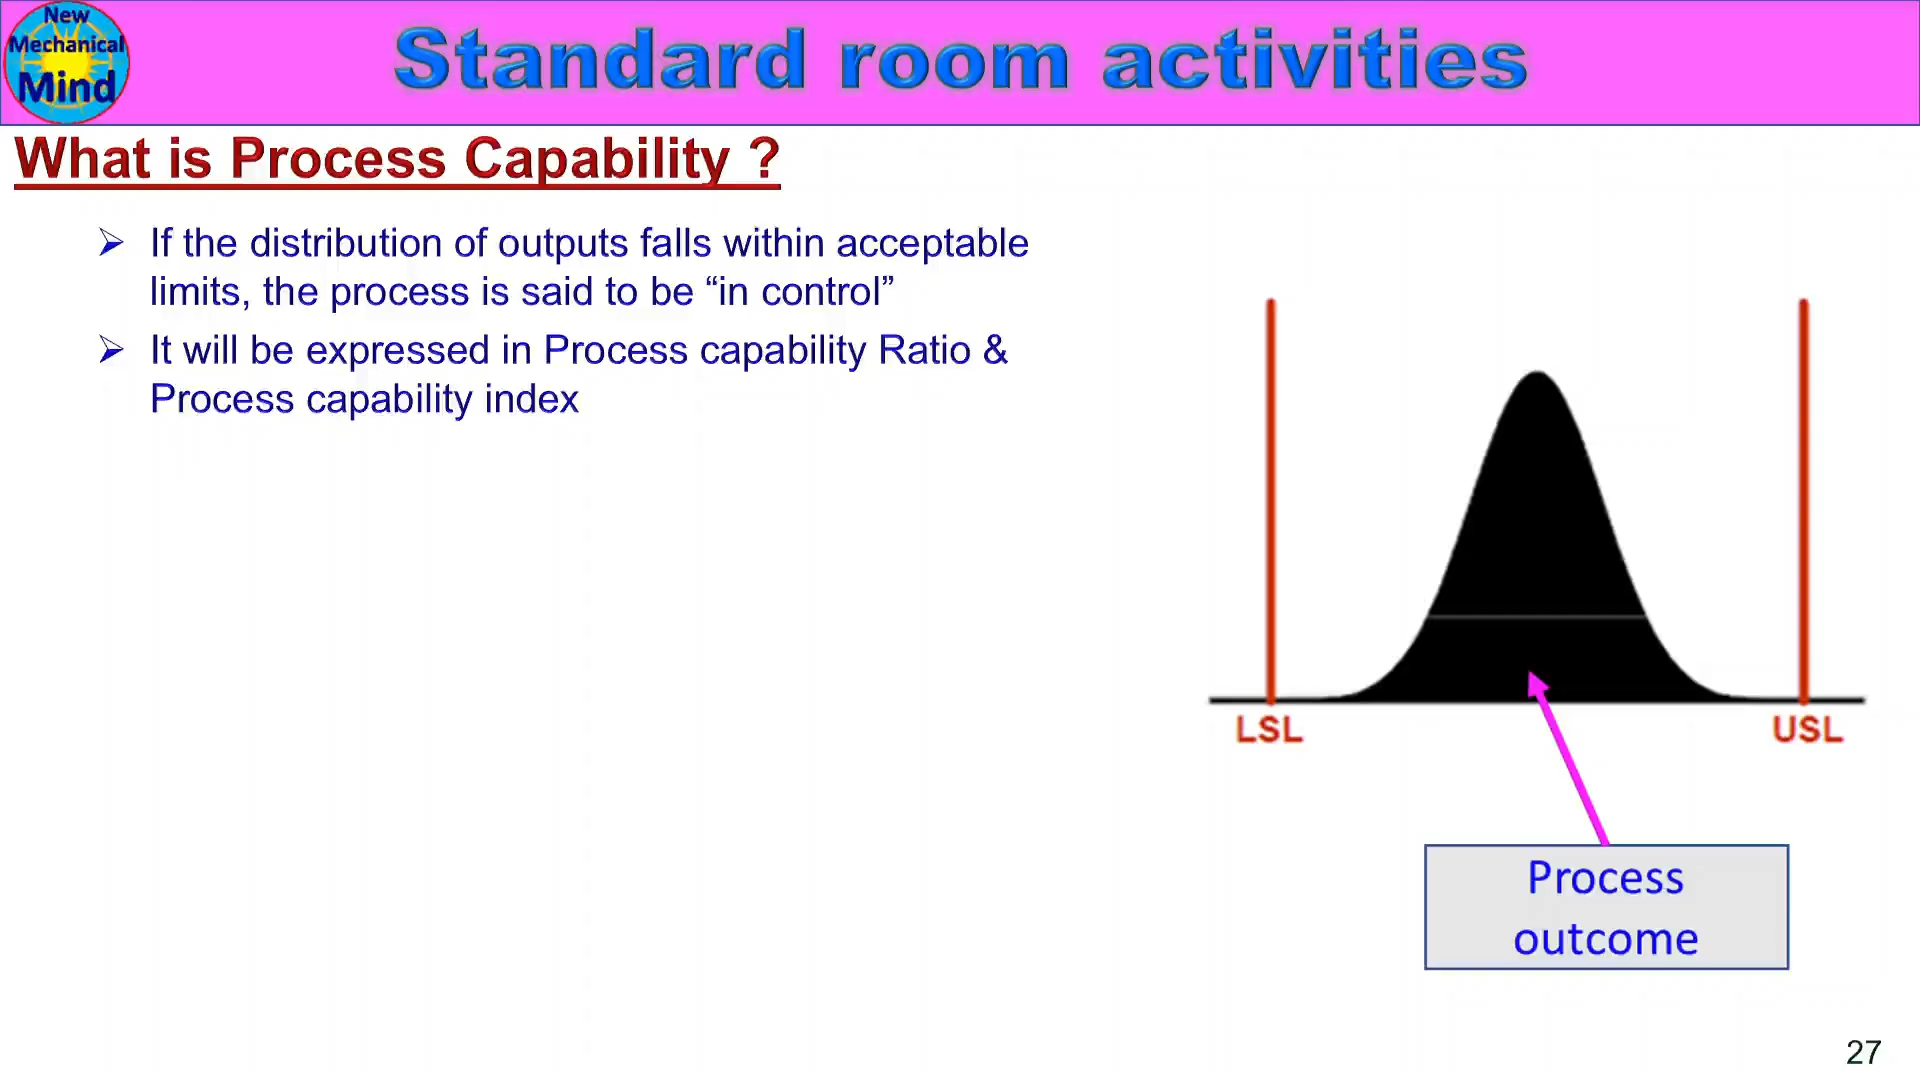 New
Mechanical
Mind
Standard room activities
What is Process Capability ?
If the distribution of outputs falls within acceptable
limits, the process is said to be “in control”
It will be expressed in Process capability Ratio &
Process capability index
LSL
USL
Process
outcome
27